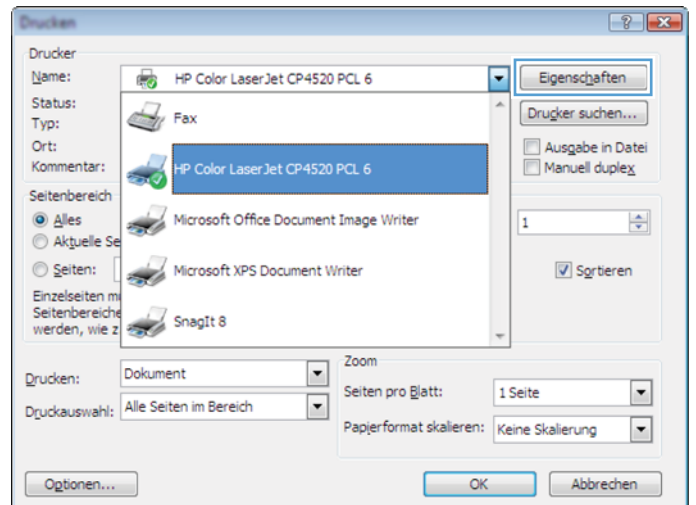 Drucken
Drucker
Name:
HP Color LaserJet CP4520 PCL 6
Eigenschaften
Status:
Fax
Drucker suchen...
Typ:
Ort:
Ausgabe in Datei
Kommentar:
HP Color LaserJet CP4520 PCL 6
Manuell duplex
Seitenbereich
Alles
Microsoft Office Document Image Writer
1
Aktuelle Se
Seiten:
Microsoft XPS Document Writer
Sortieren
Einzelseiten m
Seitenbereiche
werden, wie z
SnagIt 8
Drucken:
Dokument
Zoom
Seiten pro Blatt:
1 Seite
Druckauswahl:
Alle Seiten im Bereich
Papierformat skalieren:
Keine Skalierung
Optionen...
OK
Abbrechen